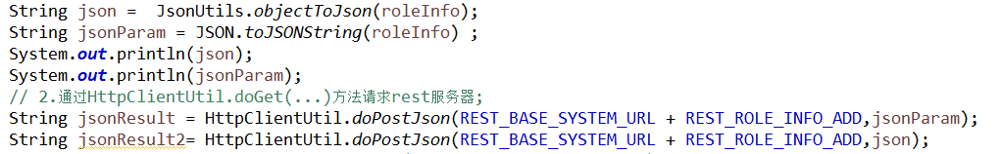 String json =  JsonUtils.objectToJson(roleInfo);
String jsonParam = JSON.toJSONString(roleInfo) ;
System.out.println(json);
System.out.println(jsonParam);
// 2.通过HttpClientUtil.doGet(...)方法请求rest服务器;
String jsonResult = HttpClientUtil.doPostJson(REST_BASE_SYSTEM_URL + REST_ROLE_INFO_ADD,jsonParam);
String jsonResult2= HttpClientUtil.doPostJson(REST_BASE_SYSTEM_URL + REST_ROLE_INFO_ADD,json);